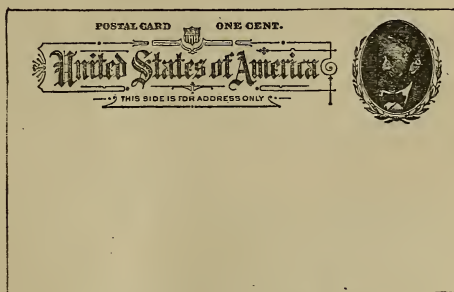 POSTAL CARD ONE CENT.
United States of America
THIS SIDE IS FOR ADDRESS ONLY